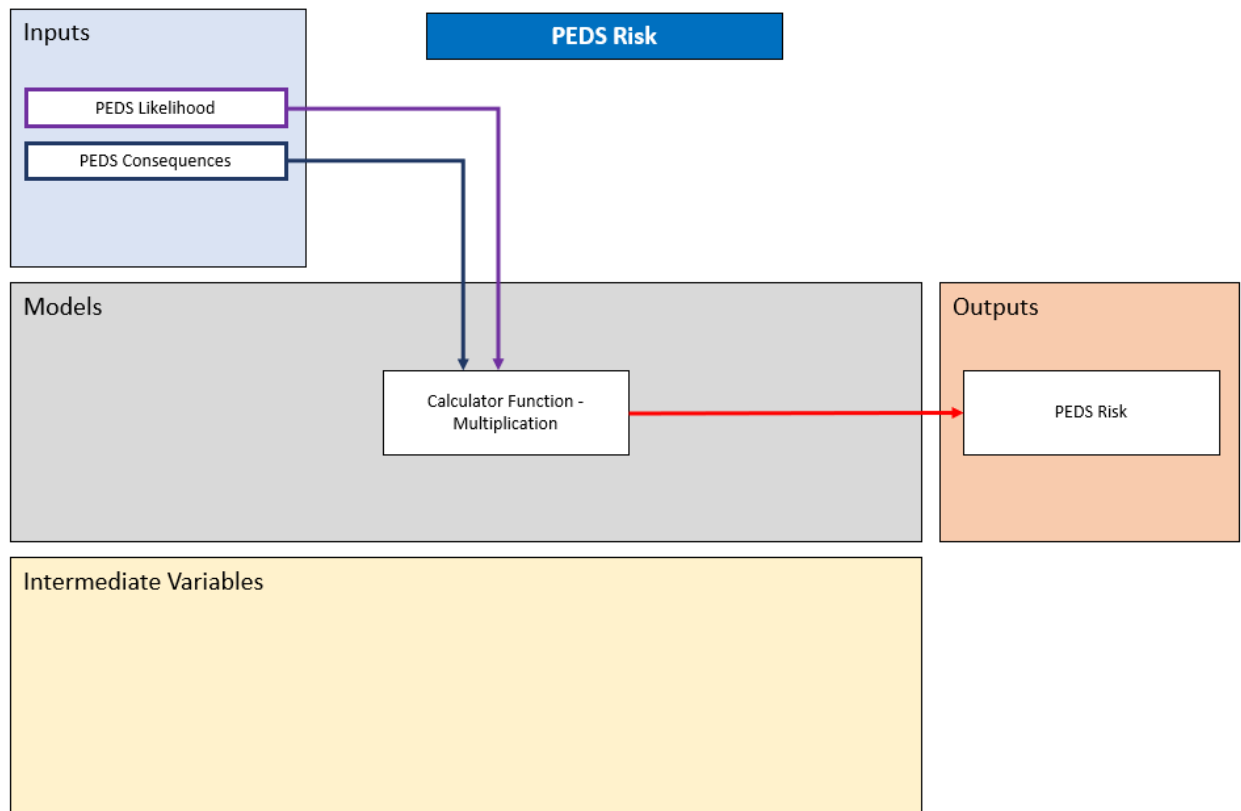 Inputs
PEDS Risk
PEDS Likelihood
PEDS Consequences
Models
Outputs
Calculator Function -
Multiplication
PEDS Risk
Intermediate Variables